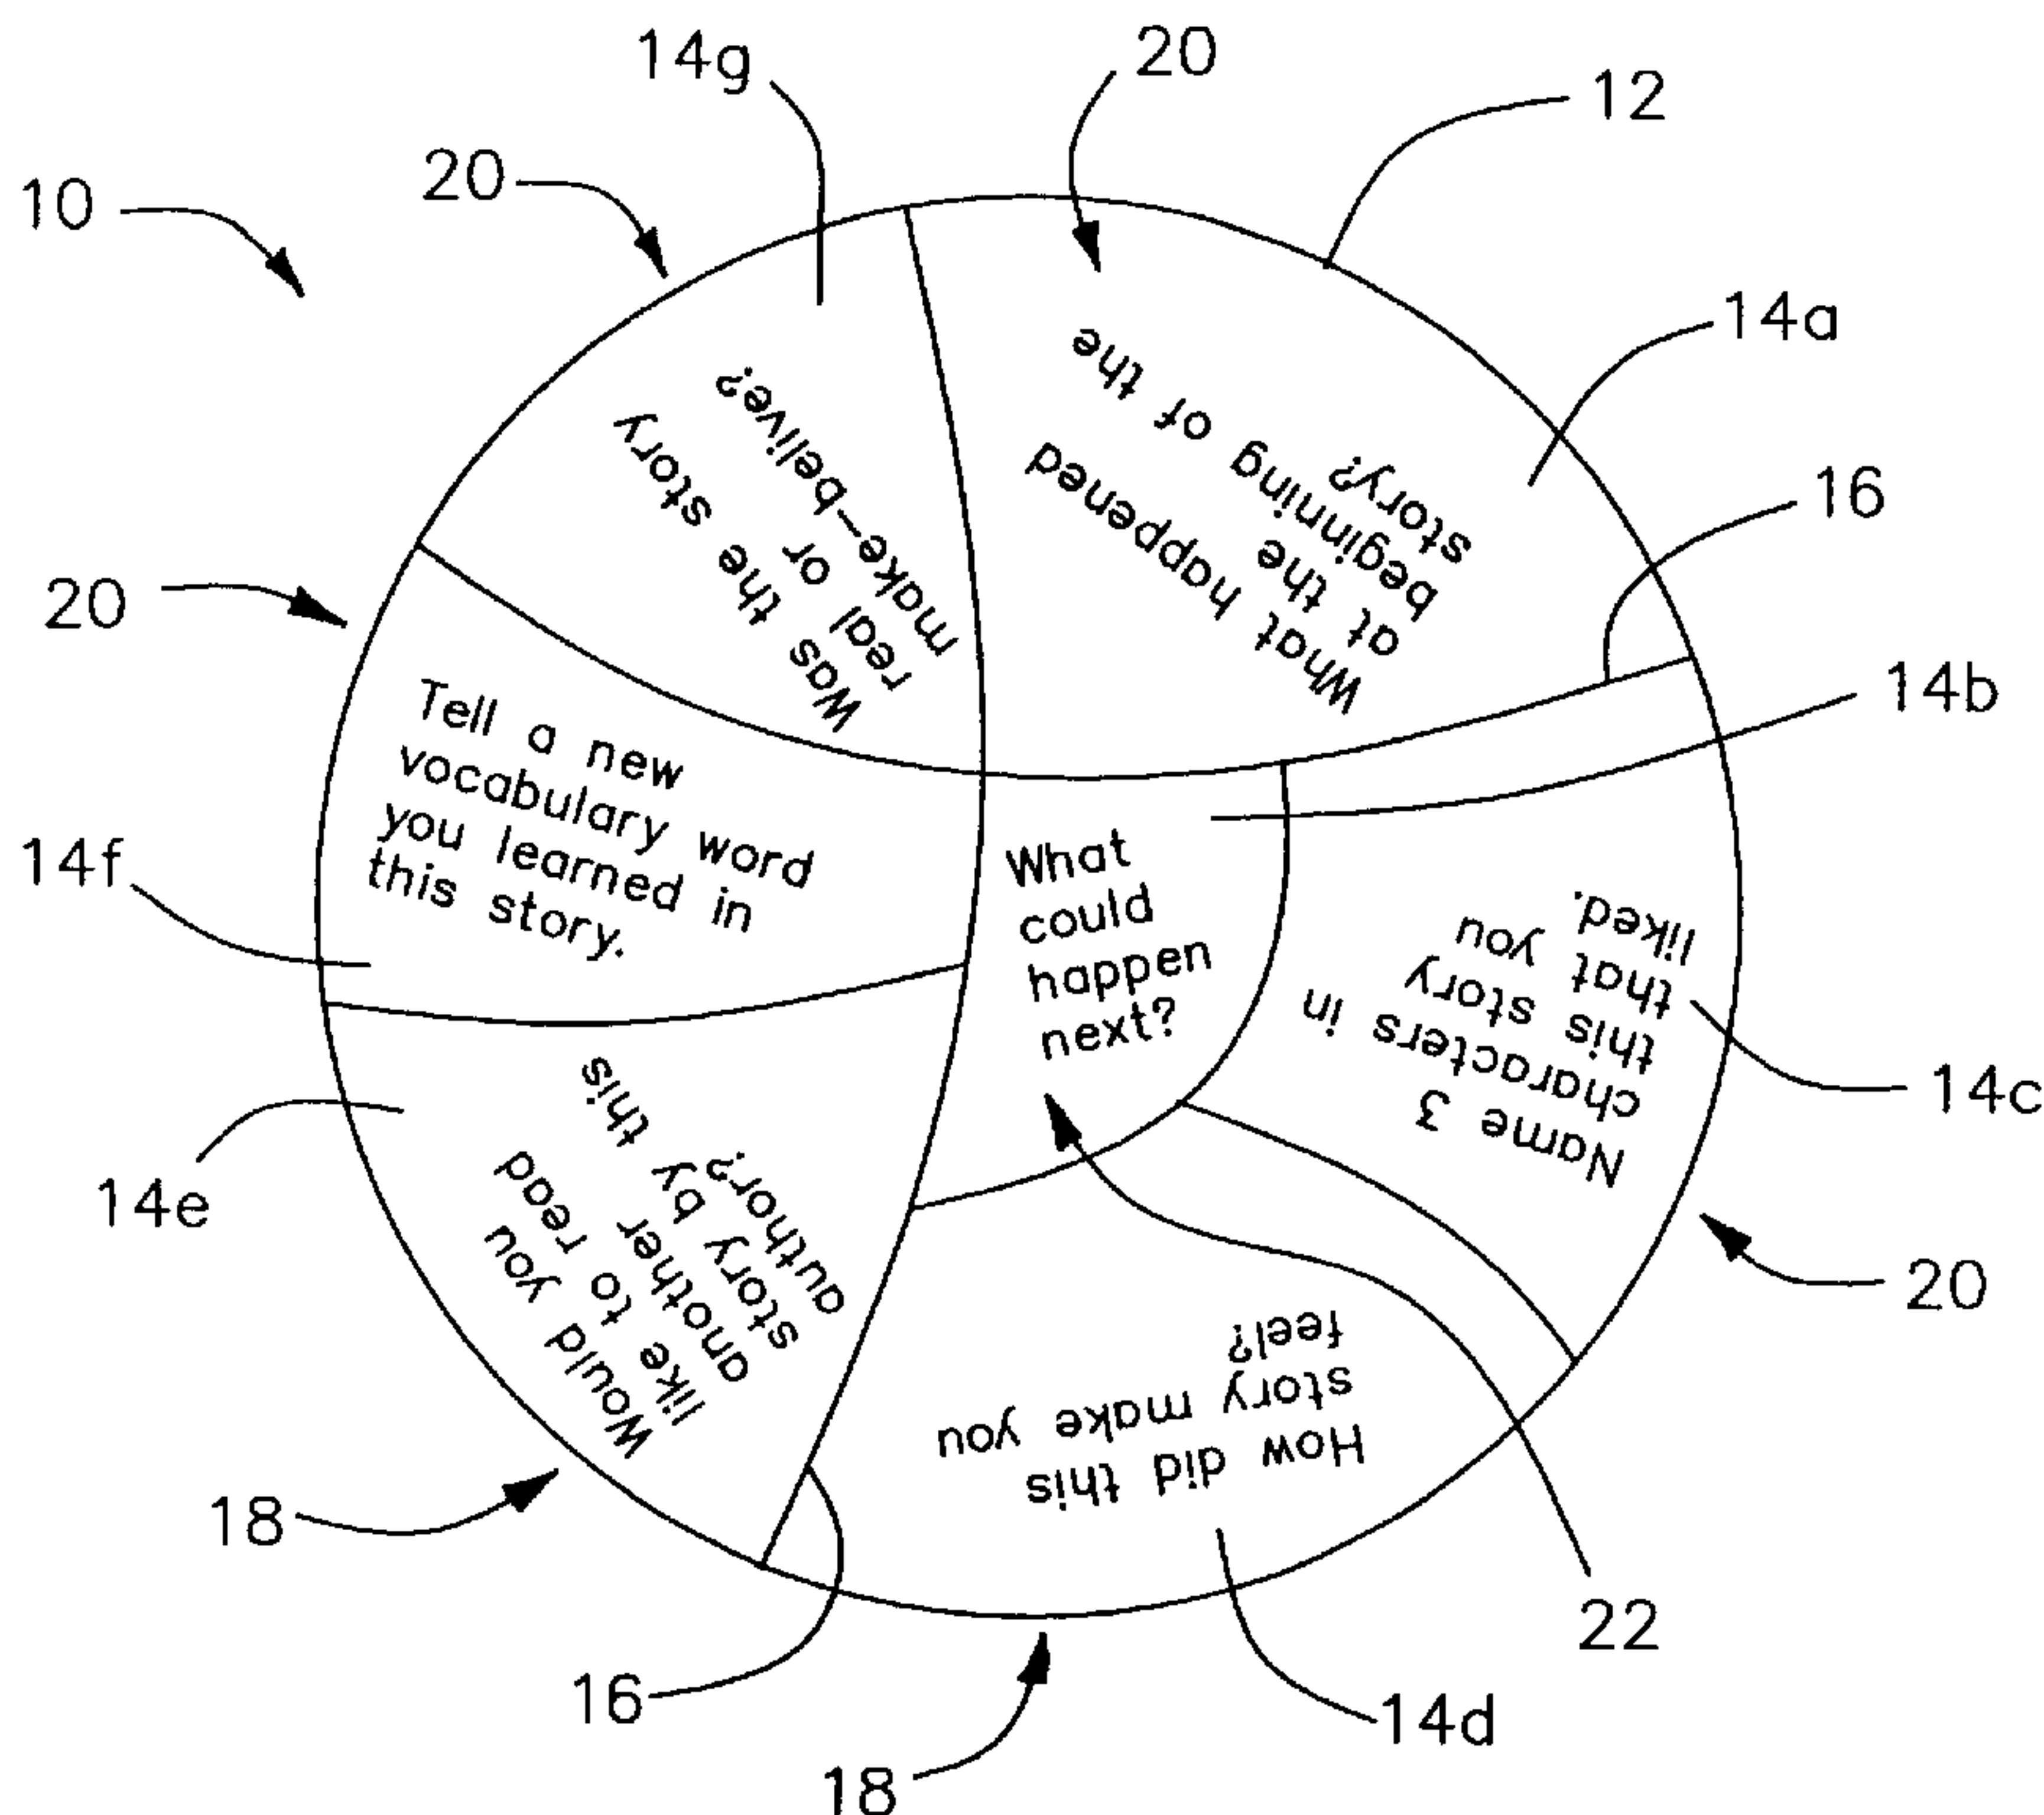 14g
20
12
20
10
14a
16
20
14b
14f
14c
14e
20
18
22
16
14d
18
What happened
at the
beginning of the
story?
Was the story
real or
make-belive?
Tell a new
vocabulary word
you learned in
this story.
What
could
happen
next?
Name 3
characters in
this story
that you
liked.
Would you
like to read
another
story by this
author?
How did this
story make you
feel?